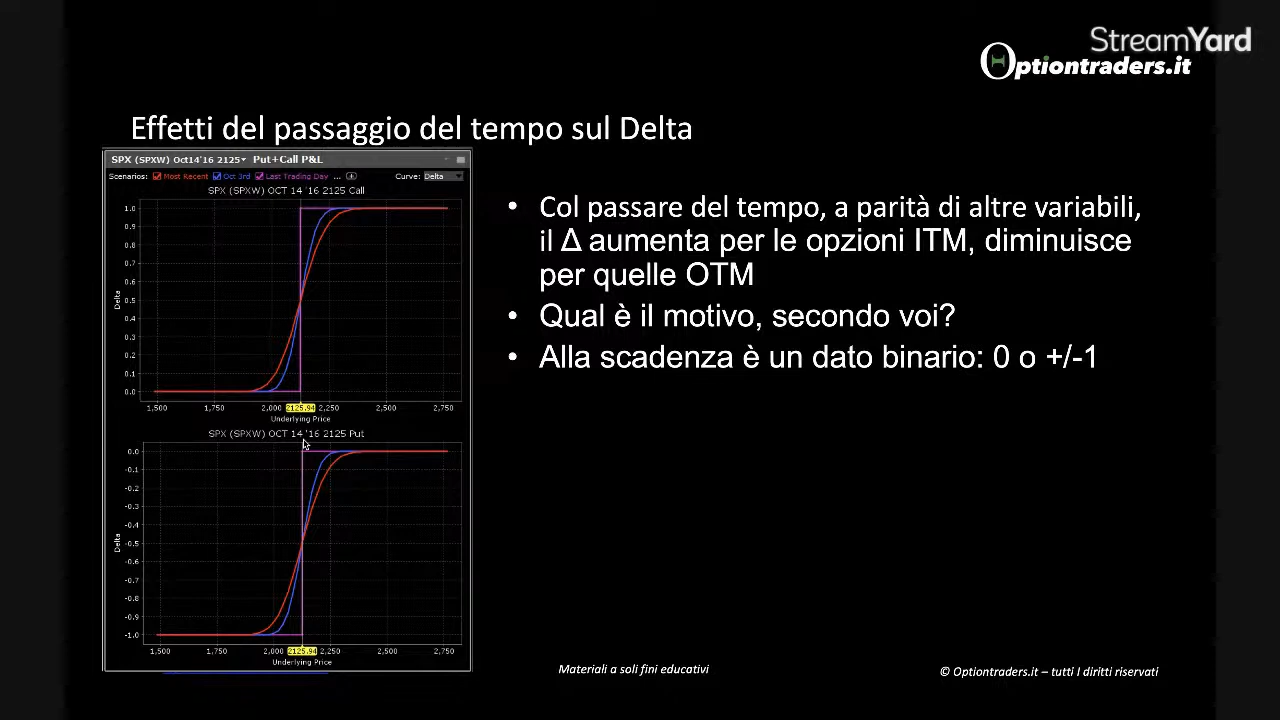 StreamYard
Optiontraders.it
Effetti del passaggio del tempo sul Delta
SPX (SPXW) Oct14'16 2125 Put+Call P&L
Scenarios: Most Recent Oct 3rd Last Trading Day ... Curve: Delta
SPX (SPXW) OCT 14 '16 2125 Call
1.0
0.9
0.8
0.7
0.6
Delta
0.5
0.4
0.3
0.2
0.1
0.0
1,500 1,750 2,000 2125.94 2,250 2,500 2,750
Underlying Price
SPX (SPXW) OCT 14 '16 2125 Put
0.0
-0.1
-0.2
-0.3
-0.4
Delta
-0.5
-0.6
-0.7
-0.8
-0.9
-1.0
1,500 1,750 2,000 2125.94 2,250 2,500 2,750
Underlying Price
• Col passare del tempo, a parità di altre variabili,
il Δ aumenta per le opzioni ITM, diminuisce
per quelle OTM
• Qual è il motivo, secondo voi?
• Alla scadenza è un dato binario: 0 o +/-1
Materiali a soli fini educativi
© Optiontraders.it – tutti I diritti riservati